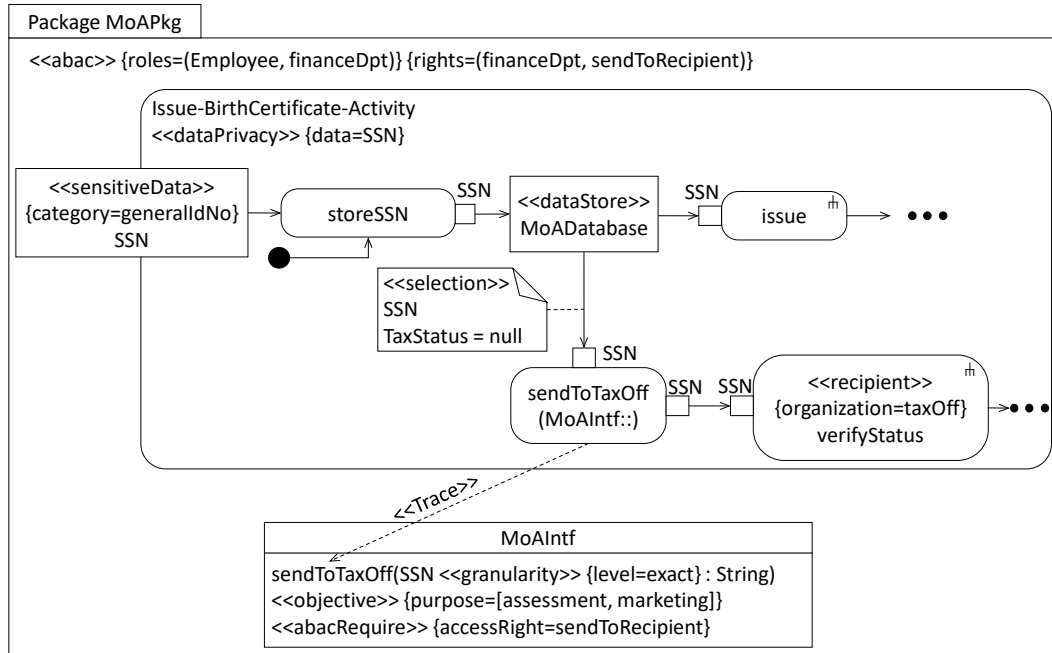 Package MoAPkg
<<abac>> {roles=(Employee, financeDpt)} {rights=(financeDpt, sendToRecipient)}
Issue-BirthCertificate-Activity
<<dataPrivacy>> {data=SSN}
<<sensitiveData>>
{category=generalIdNo}
SSN
storeSSN
SSN
<<dataStore>>
MoADatabase
SSN
issue
<<selection>>
SSN
TaxStatus = null
SSN
sendToTaxOff
(MoAIntf::)
SSN
SSN
<<recipient>>
{organization=taxOff}
verifyStatus
<<Trace>>
MoAIntf
sendToTaxOff(SSN <<granularity>> {level=exact} : String)
<<objective>> {purpose=[assessment, marketing]}
<<abacRequire>> {accessRight=sendToRecipient}